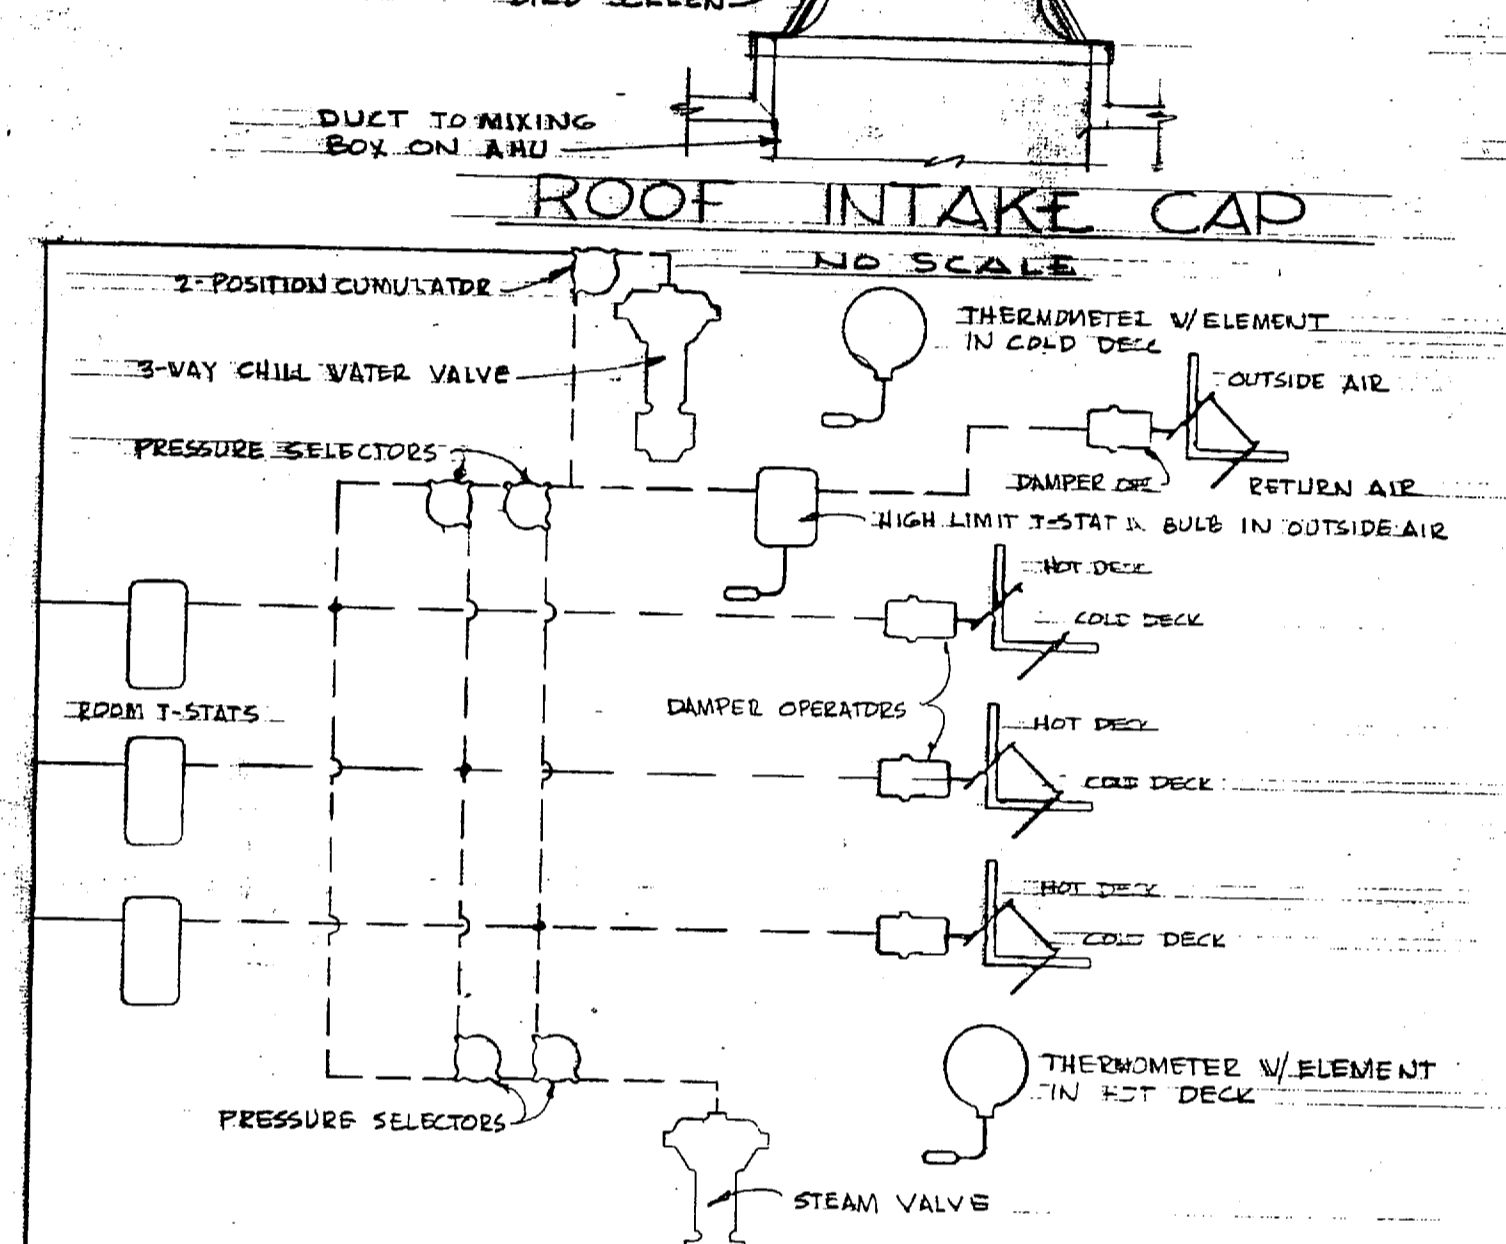 DUCT TO MIXING
BOX ON AHU
ROOF INTAKE CAP
NO SCALE
2-POSITION CUMULATOR
3-WAY CHILL WATER VALVE
THERMOMETER W/ELEMENT
IN COLD DECK
OUTSIDE AIR
PRESSURE SELECTORS
DAMPER OPR
RETURN AIR
HIGH LIMIT T-STAT BULB IN OUTSIDE AIR
HOT DECK
COLD DECK
ROOM T-STATS
DAMPER OPERATORS
HOT DECK
COLD DECK
HOT DECK
COLD DECK
THERMOMETER W/ELEMENT
IN HOT DECK
PRESSURE SELECTORS
STEAM VALVE